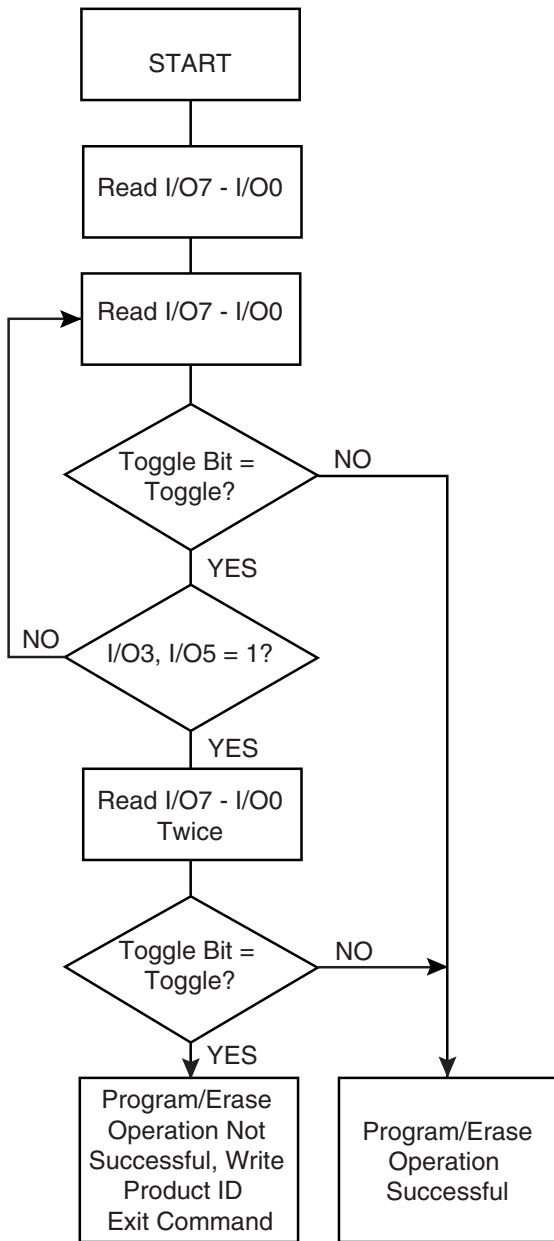 START
Read I/O7 - I/O0
Read I/O7 - I/O0
Toggle Bit =
Toggle?
NO
YES
NO
I/O3, I/O5 = 1?
YES
Read I/O7 - I/O0
Twice
Toggle Bit =
Toggle?
NO
YES
Program/Erase
Operation Not
Successful, Write
Product ID
Exit Command
Program/Erase
Operation
Successful